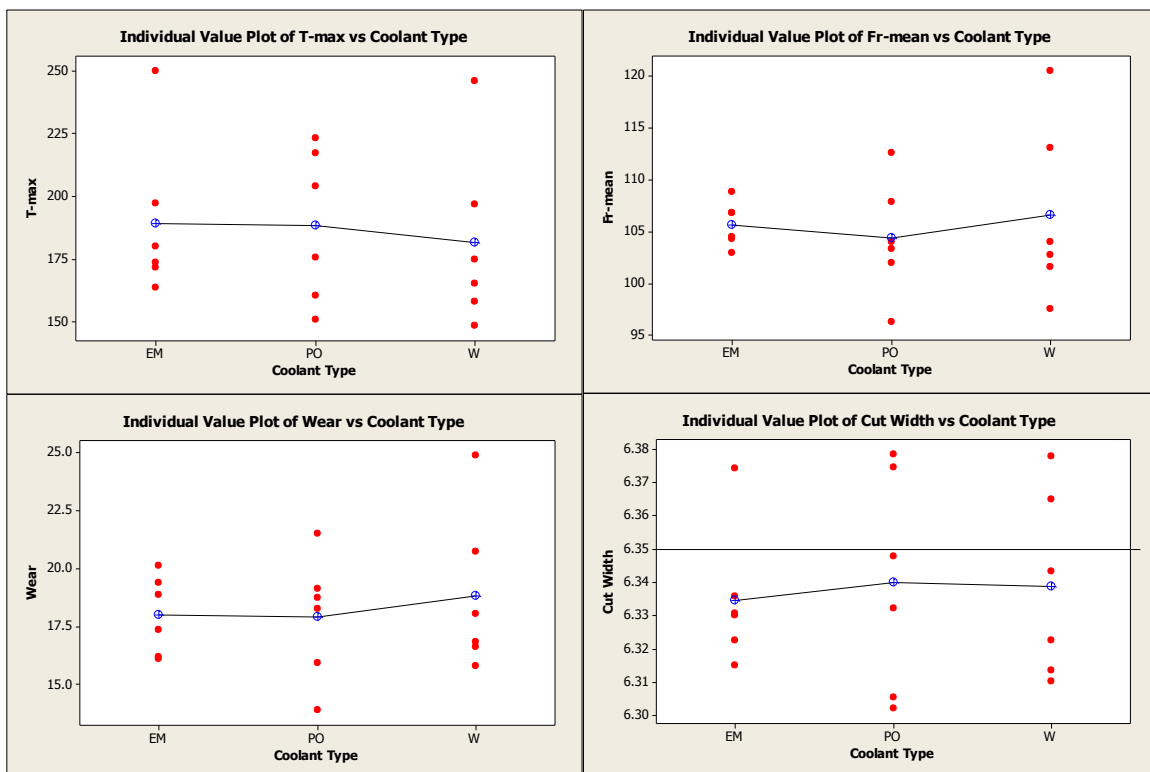 Individual Value Plot of T-max vs Coolant Type
250
225
200
175
150
T-max
EM PO W
Coolant Type
Individual Value Plot of Fr-mean vs Coolant Type
120
115
110
105
100
95
Fr-mean
EM PO W
Coolant Type
Individual Value Plot of Wear vs Coolant Type
25.0
22.5
20.0
17.5
15.0
Wear
EM PO W
Coolant Type
Individual Value Plot of Cut Width vs Coolant Type
6.38
6.37
6.36
6.35
6.34
6.33
6.32
6.31
6.30
Cut Width
EM PO W
Coolant Type